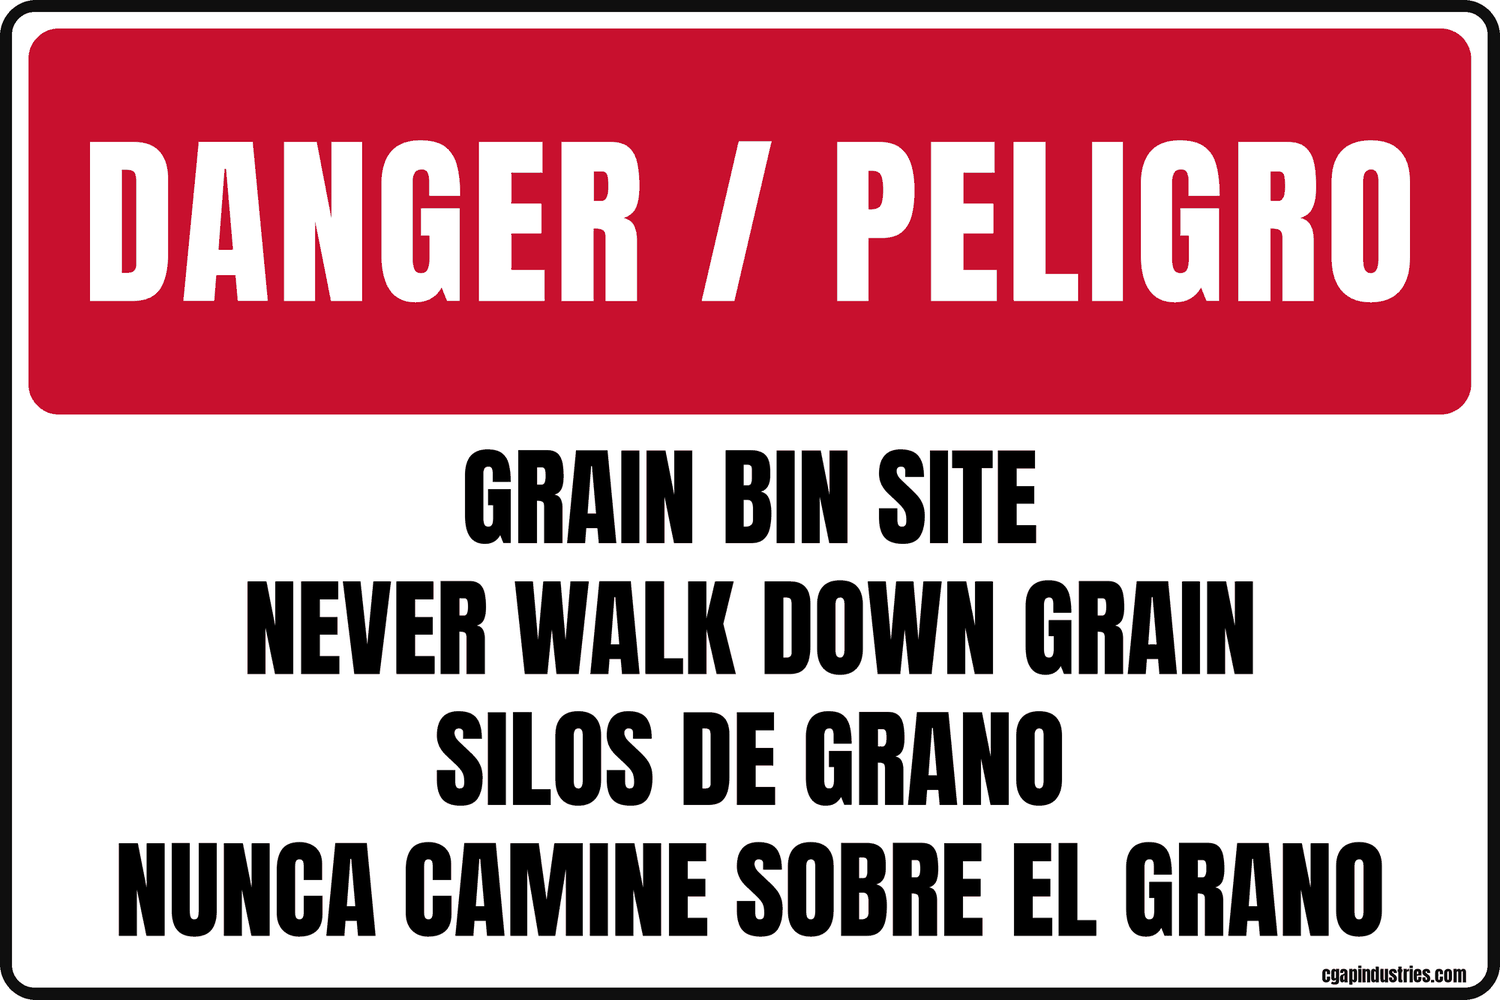 DANGER / PELIGRO
GRAIN BIN SITE
NEVER WALK DOWN GRAIN
SILOS DE GRANO
NUNCA CAMINE SOBRE EL GRANO
cgapindustries.com